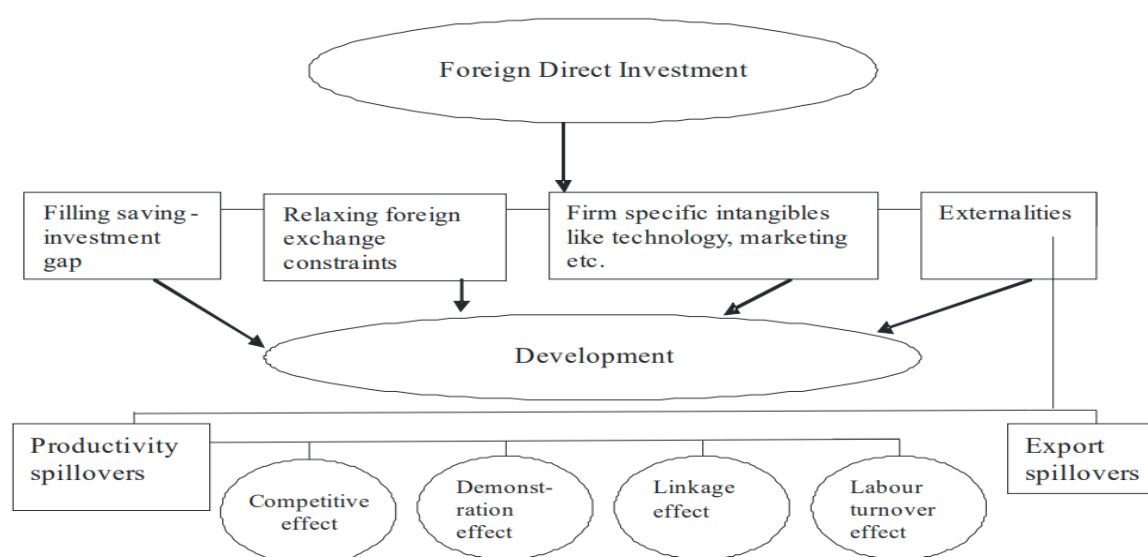 Foreign Direct Investment
Filling saving-
investment
gap
Relaxing foreign
exchange
constraints
Firm specific intangibles
like technology, marketing
etc.
Externalities
Development
Productivity
spillovers
Export
spillovers
Competitive
effect
Demonst-
ration
effect
Linkage
effect
Labour
turnover
effect